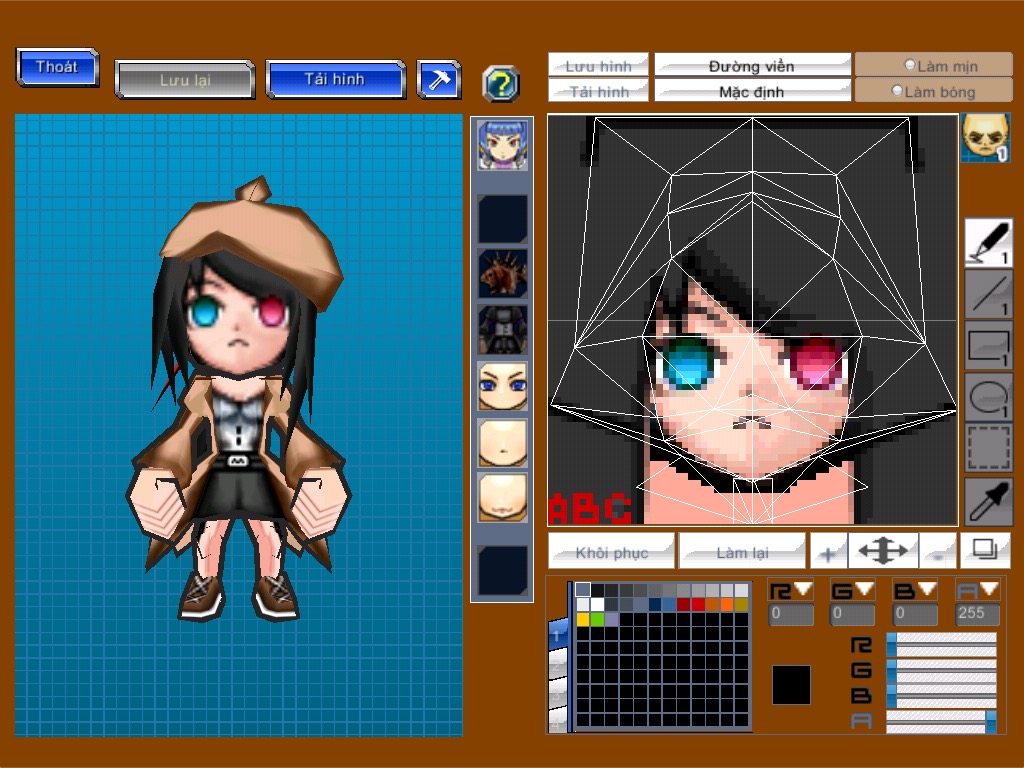 Thoát
Lưu lại
Tải hình
?
Lưu hình
Đường viền
Làm mịn
Tải hình
Mặc định
Làm bóng
1
1
1
1
1
ABC
Khôi phục
Làm lại
+
-
R G B A
0 0 0 255
1
R
G
B
A